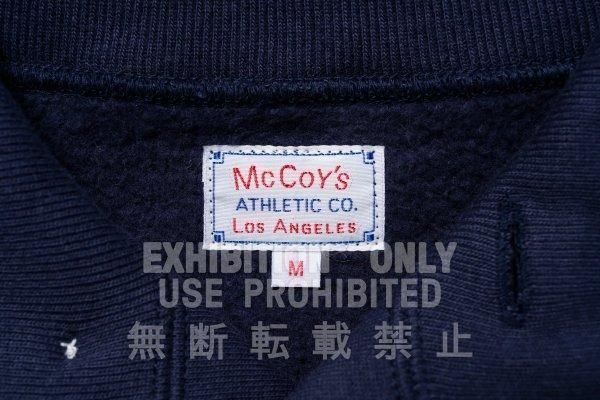 McCoy's
ATHLETIC CO.
Los Angeles
M
EXHIBITION ONLY
USE PROHIBITED
無断転載禁止